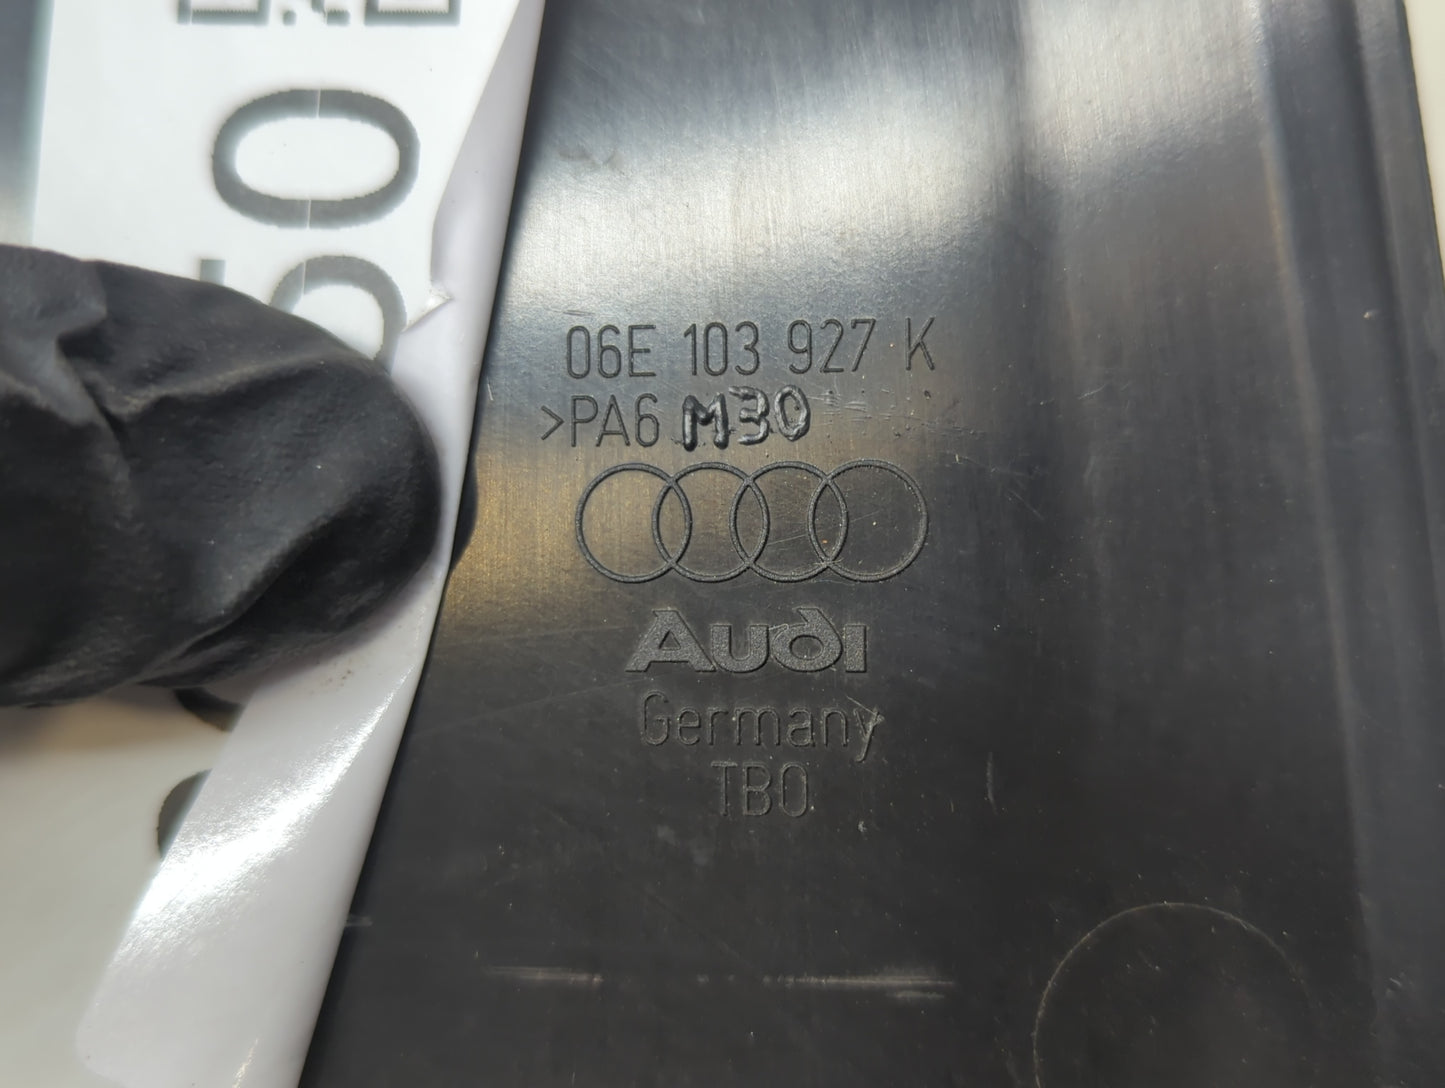 06E 103 927 K
>PA6 M30
Audi
Germany
TBO